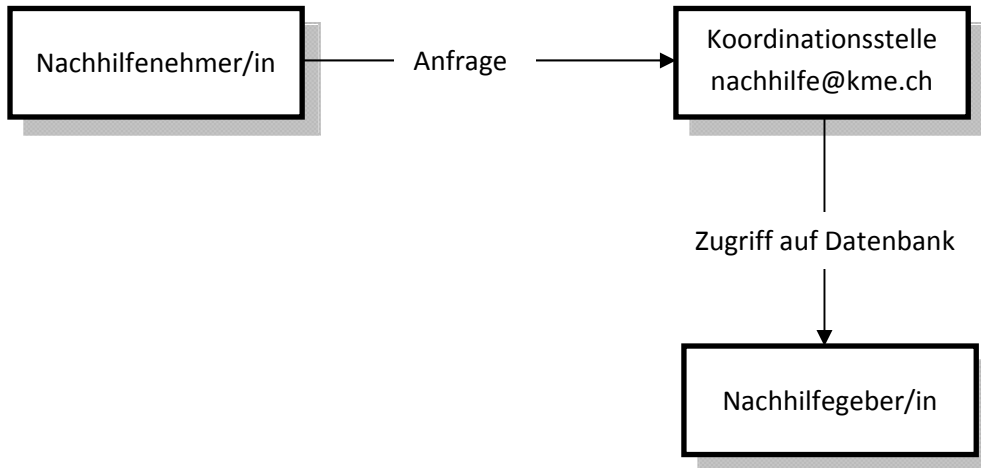 Nachhilfenehmer/in
Anfrage
Koordinationsstelle
nachhilfe@kme.ch
Zugriff auf Datenbank
Nachhilfegeber/in